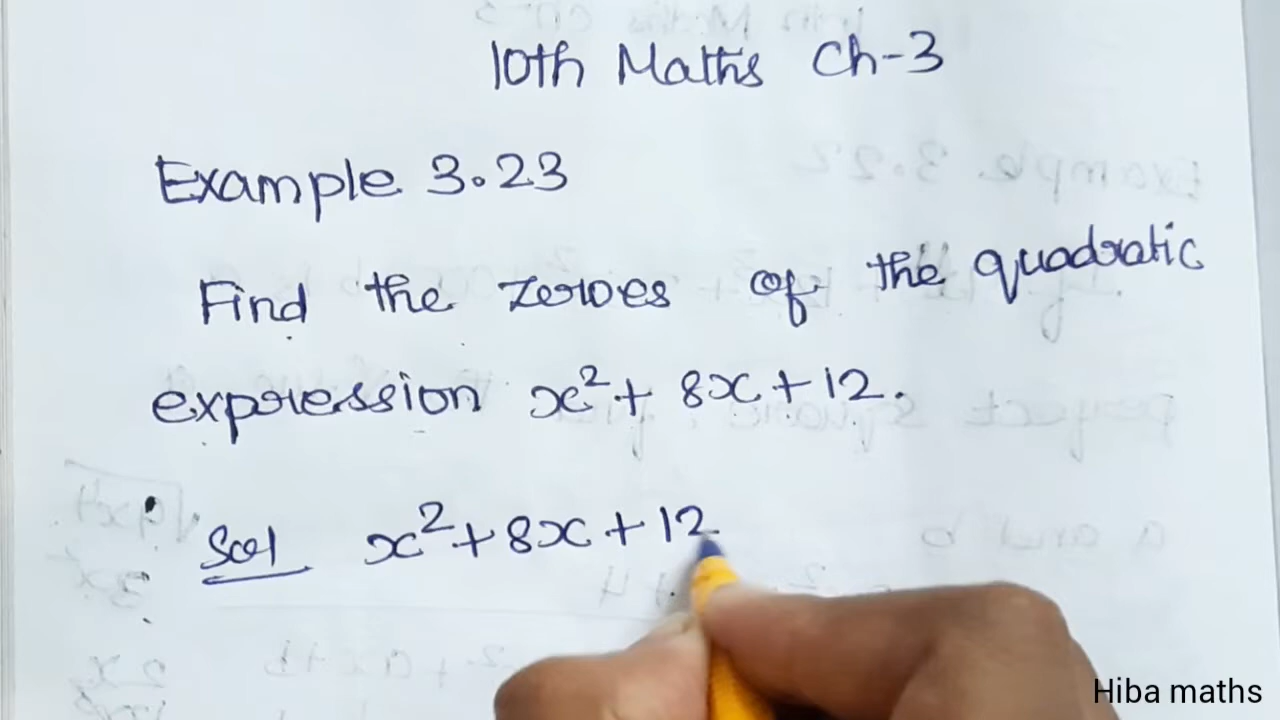 10th Maths Ch-3
Example 3.23
Find the zeroes of the quadratic
expression x² + 8x + 12.
Sol x² + 8x + 12
Hiba maths